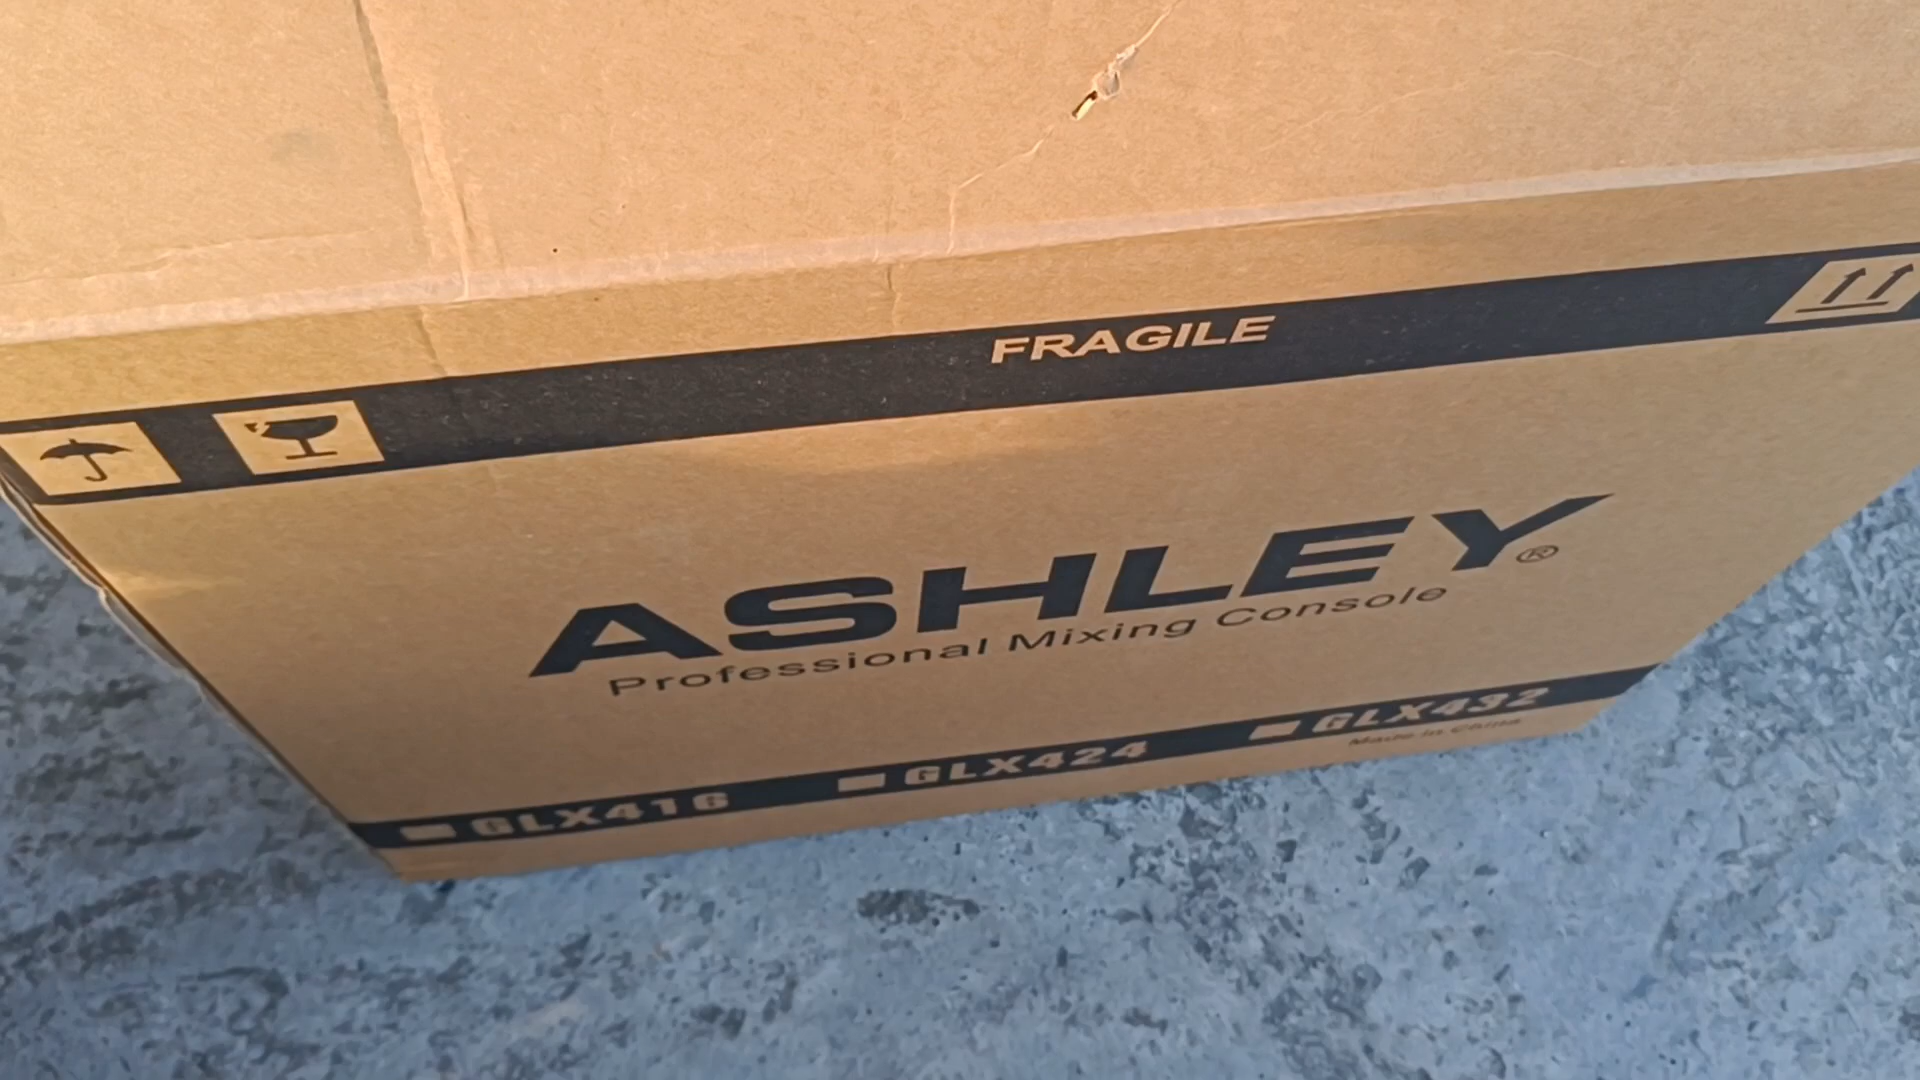 FRAGILE
ASHLEY®
Professional Mixing Console
GLX416 GLX424 GLX432
Made in China